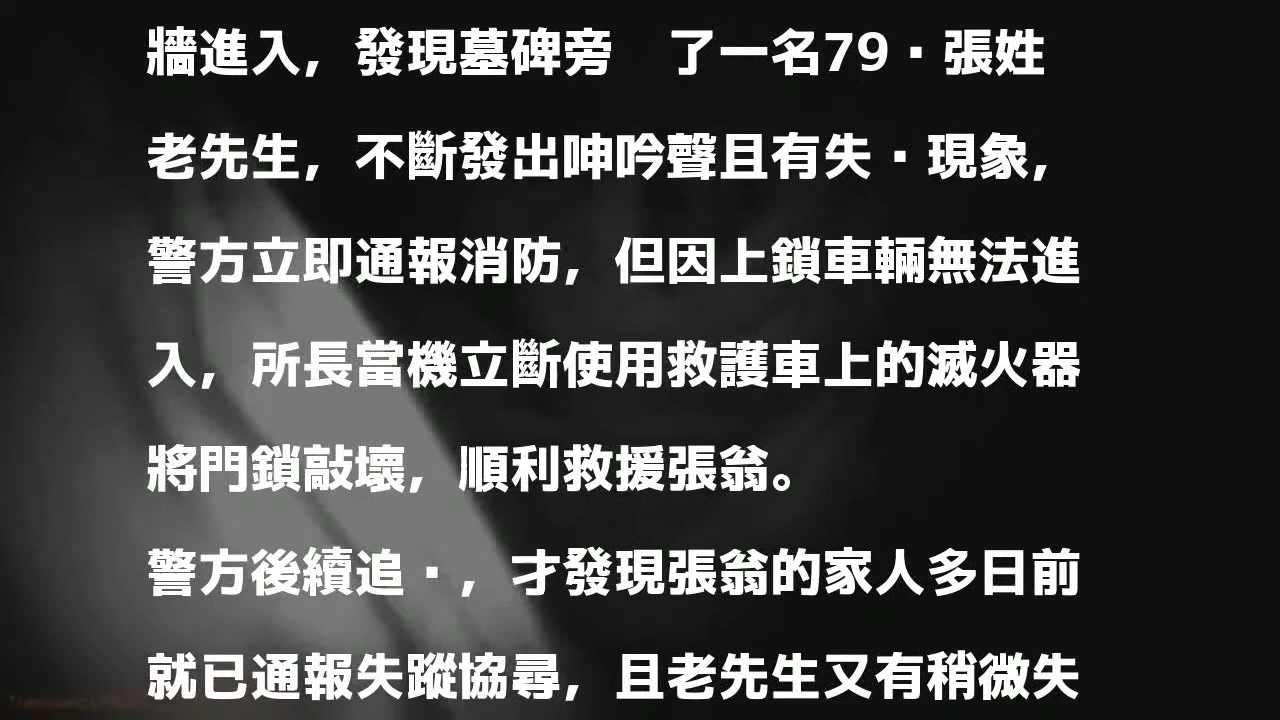 牆進入，發現墓碑旁　了一名79▪張姓
老先生，不斷發出呻吟聲且有失▪現象，
警方立即通報消防，但因上鎖車輛無法進
入，所長當機立斷使用救護車上的滅火器
將門鎖敲壞，順利救援張翁。
警方後續追▪，才發現張翁的家人多日前
就已通報失蹤協尋，且老先生又有稍微失